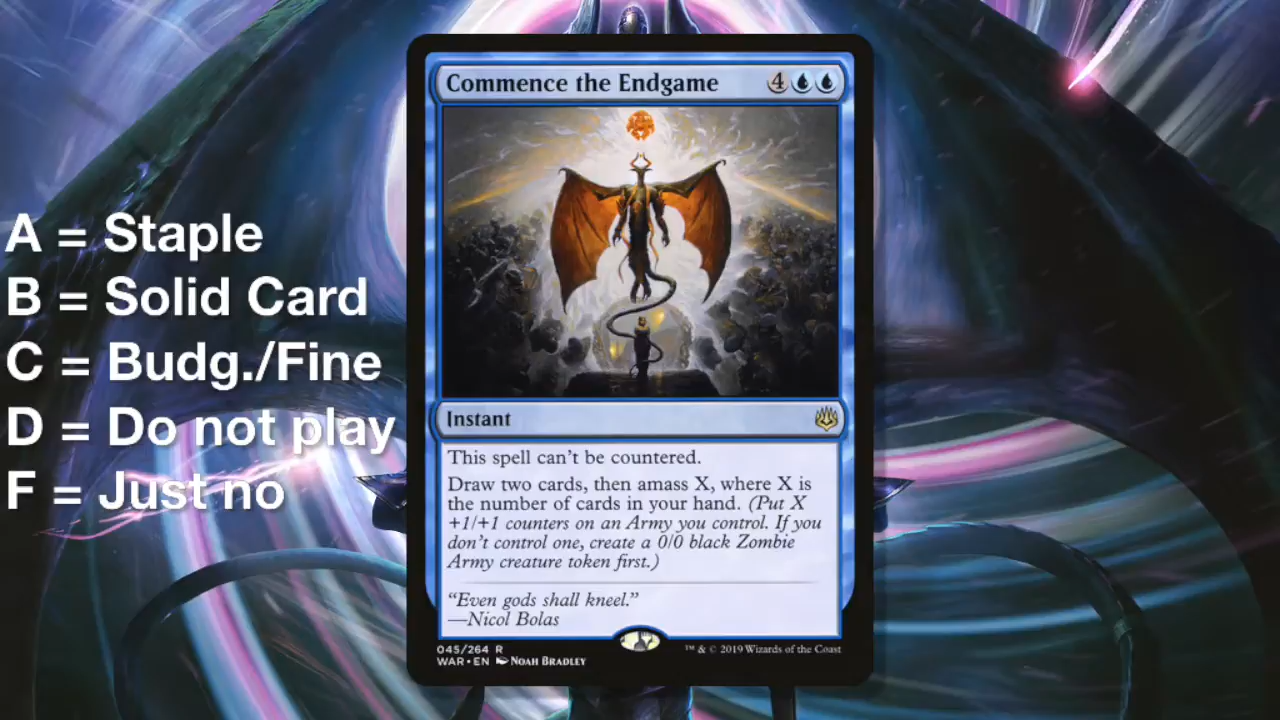 A = Staple
B = Solid Card
C = Budg./Fine
D = Do not play
F = Just no
Commence the Endgame 4
Instant
This spell can't be countered.
Draw two cards, then amass X, where X is
the number of cards in your hand. (Put X
+1/+1 counters on an Army you control. If you
don't control one, create a 0/0 black Zombie
Army creature token first.)
“Even gods shall kneel.”
—Nicol Bolas
045/264 R
WAR • EN Noah Bradley
™ & © 2019 Wizards of the Coast